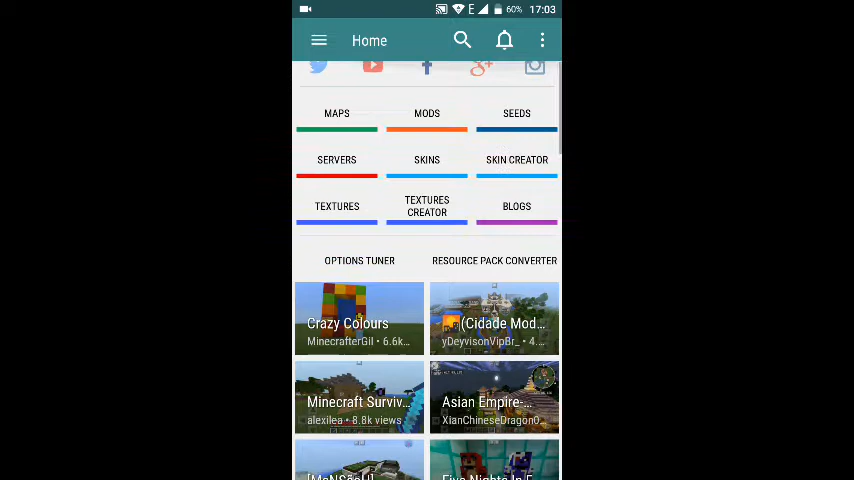 E 60% 17:03
Home
MAPS MODS SEEDS
SERVERS SKINS SKIN CREATOR
TEXTURES TEXTURES CREATOR BLOGS
OPTIONS TUNER RESOURCE PACK CONVERTER
Crazy Colours
MinecrafterGil • 6.6k...
(Cidade Mod...
yDeyvisonVipBr_ • 4....
Minecraft Surviv...
alexilea • 8.8k views
Asian Empire-...
XianChineseDragon0...
Five Nights In F